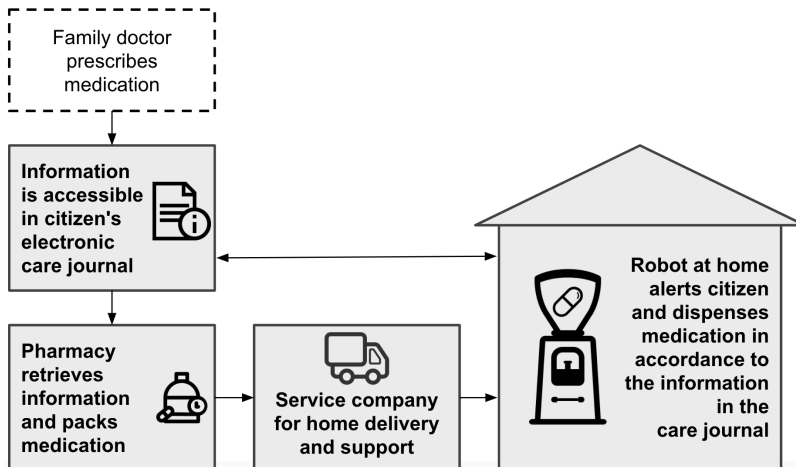 Family doctor
prescribes
medication
Information
is accessible
in citizen's
electronic
care journal
Pharmacy
retrieves
information
and packs
medication
Service company
for home delivery
and support
Robot at home
alerts citizen
and dispenses
medication in
accordance to
the information
in the
care journal